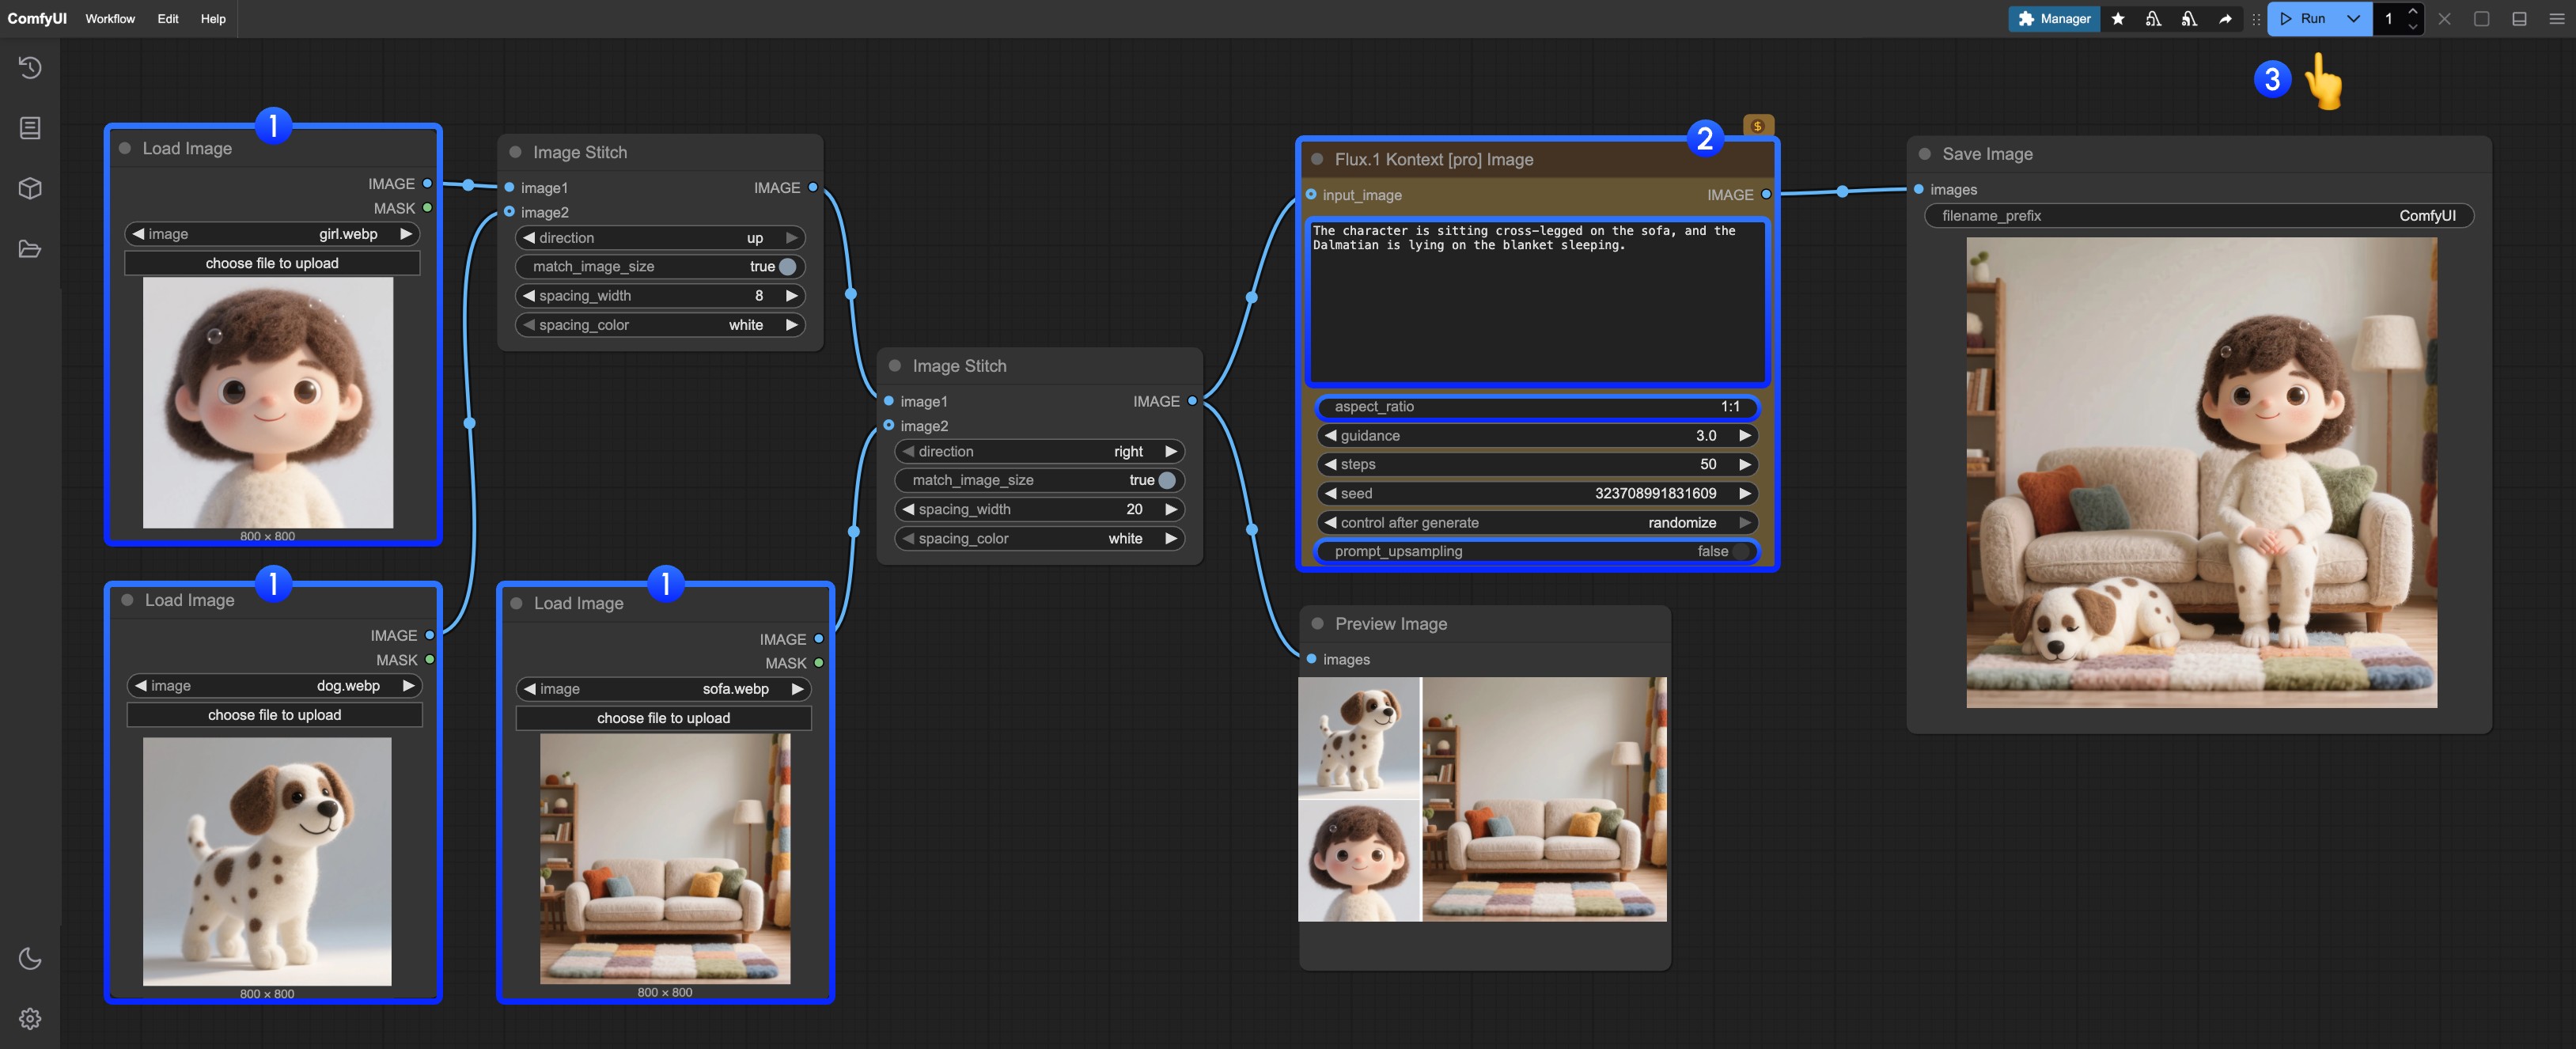 ComfyUI Workflow Edit Help
Manager
Run
1
3
1
Load Image
IMAGE
MASK
image girl.webp
choose file to upload
800 × 800
Image Stitch
image1 IMAGE
image2
direction up
match_image_size true
spacing_width 8
spacing_color white
1
Load Image
IMAGE
MASK
image dog.webp
choose file to upload
800 × 800
1
Load Image
IMAGE
MASK
image sofa.webp
choose file to upload
800 × 800
Image Stitch
image1 IMAGE
image2
direction right
match_image_size true
spacing_width 20
spacing_color white
2
$
Flux.1 Kontext [pro] Image
input_image IMAGE
The character is sitting cross-legged on the sofa, and the
Dalmatian is lying on the blanket sleeping.
aspect_ratio 1:1
guidance 3.0
steps 50
seed 323708991831609
control after generate randomize
prompt_upsampling false
Preview Image
images
Save Image
images
filename_prefix ComfyUI